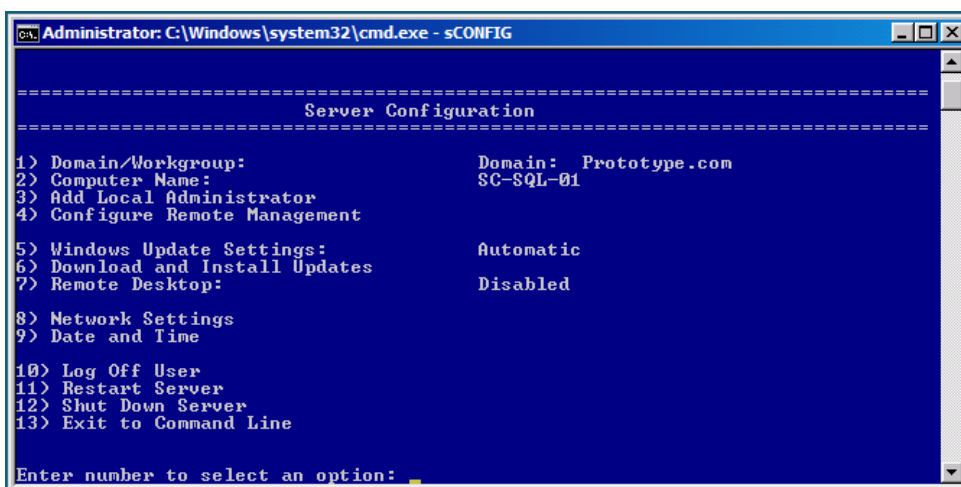 Administrator: C:\Windows\system32\cmd.exe - sCONFIG
===============================================================================
Server Configuration
===============================================================================
1) Domain/Workgroup: Domain: Prototype.com
2) Computer Name: SC-SQL-01
3) Add Local Administrator
4) Configure Remote Management
5) Windows Update Settings: Automatic
6) Download and Install Updates
7) Remote Desktop: Disabled
8) Network Settings
9) Date and Time
10) Log Off User
11) Restart Server
12) Shut Down Server
13) Exit to Command Line
Enter number to select an option: